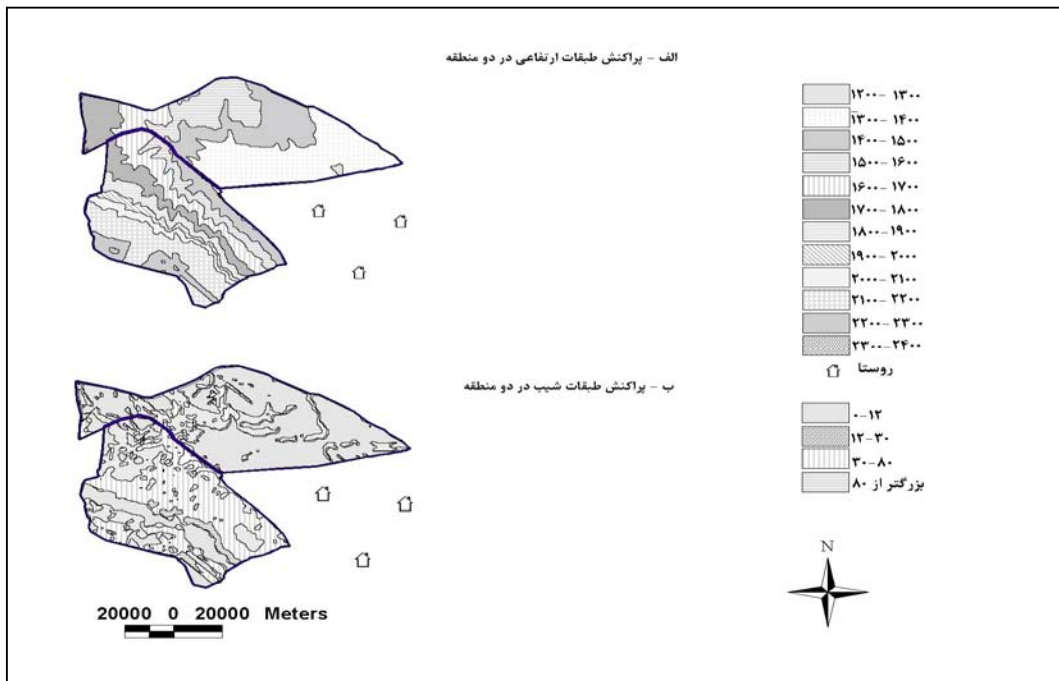 الف - پراکنش طبقات ارتفاعی در دو منطقه
۱۲۰۰-۱۳۰۰
۱۳۰۰-۱۴۰۰
۱۴۰۰-۱۵۰۰
۱۵۰۰-۱۶۰۰
۱۶۰۰-۱۷۰۰
۱۷۰۰-۱۸۰۰
۱۸۰۰-۱۹۰۰
۱۹۰۰-۲۰۰۰
۲۰۰۰-۲۱۰۰
۲۱۰۰-۲۲۰۰
۲۲۰۰-۲۳۰۰
۲۳۰۰-۲۴۰۰
روستا
ب - پراکنش طبقات شیب در دو منطقه
۰-۱۲
۱۲-۳۰
۳۰-۸۰
بزرگتر از ۸۰
N
20000 0 20000 Meters